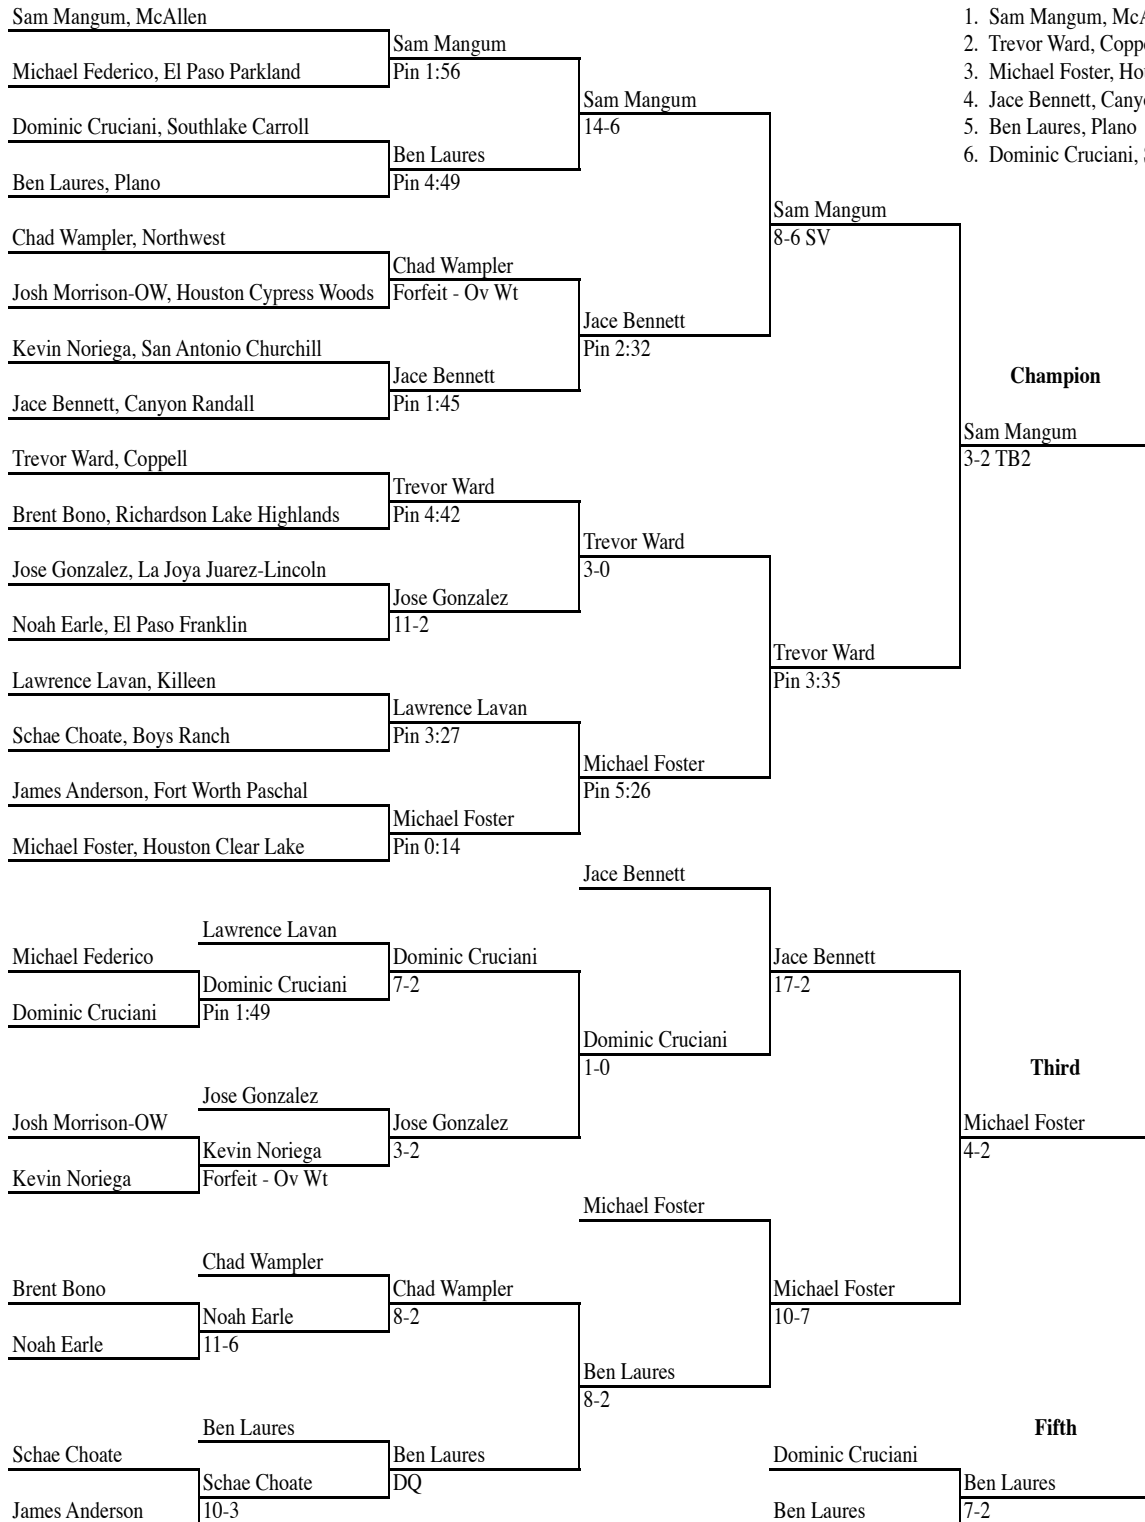 Sam Mangum, McAllen
Michael Federico, El Paso Parkland
Dominic Cruciani, Southlake Carroll
Ben Laures, Plano
Chad Wampler, Northwest
Josh Morrison-OW, Houston Cypress Woods
Kevin Noriega, San Antonio Churchill
Jace Bennett, Canyon Randall
Trevor Ward, Coppell
Brent Bono, Richardson Lake Highlands
Jose Gonzalez, La Joya Juarez-Lincoln
Noah Earle, El Paso Franklin
Lawrence Lavan, Killeen
Schae Choate, Boys Ranch
James Anderson, Fort Worth Paschal
Michael Foster, Houston Clear Lake
Sam Mangum
Pin 1:56
Ben Laures
Pin 4:49
Chad Wampler
Forfeit - Ov Wt
Jace Bennett
Pin 1:45
Trevor Ward
Pin 4:42
Jose Gonzalez
11-2
Lawrence Lavan
Pin 3:27
Michael Foster
Pin 0:14
Sam Mangum
14-6
Jace Bennett
Pin 2:32
Trevor Ward
3-0
Michael Foster
Pin 5:26
Sam Mangum
8-6 SV
Trevor Ward
Pin 3:35
Champion
Sam Mangum
3-2 TB2
1. Sam Mangum,
2. Trevor Ward,
3. Michael Foster,
4. Jace Bennett,
5. Ben Laures, Plano
6. Dominic Cruciani,
Michael Federico
Dominic Cruciani
Josh Morrison-OW
Kevin Noriega
Brent Bono
Noah Earle
Schae Choate
James Anderson
Lawrence Lavan
Dominic Cruciani
Pin 1:49
Jose Gonzalez
Kevin Noriega
Forfeit - Ov Wt
Chad Wampler
Noah Earle
11-6
Ben Laures
Schae Choate
10-3
Dominic Cruciani
7-2
Jose Gonzalez
3-2
Chad Wampler
8-2
Ben Laures
DQ
Jace Bennett
Dominic Cruciani
1-0
Michael Foster
Ben Laures
8-2
Jace Bennett
17-2
Michael Foster
10-7
Third
Michael Foster
4-2
Fifth
Dominic Cruciani
Ben Laures
Ben Laures
7-2